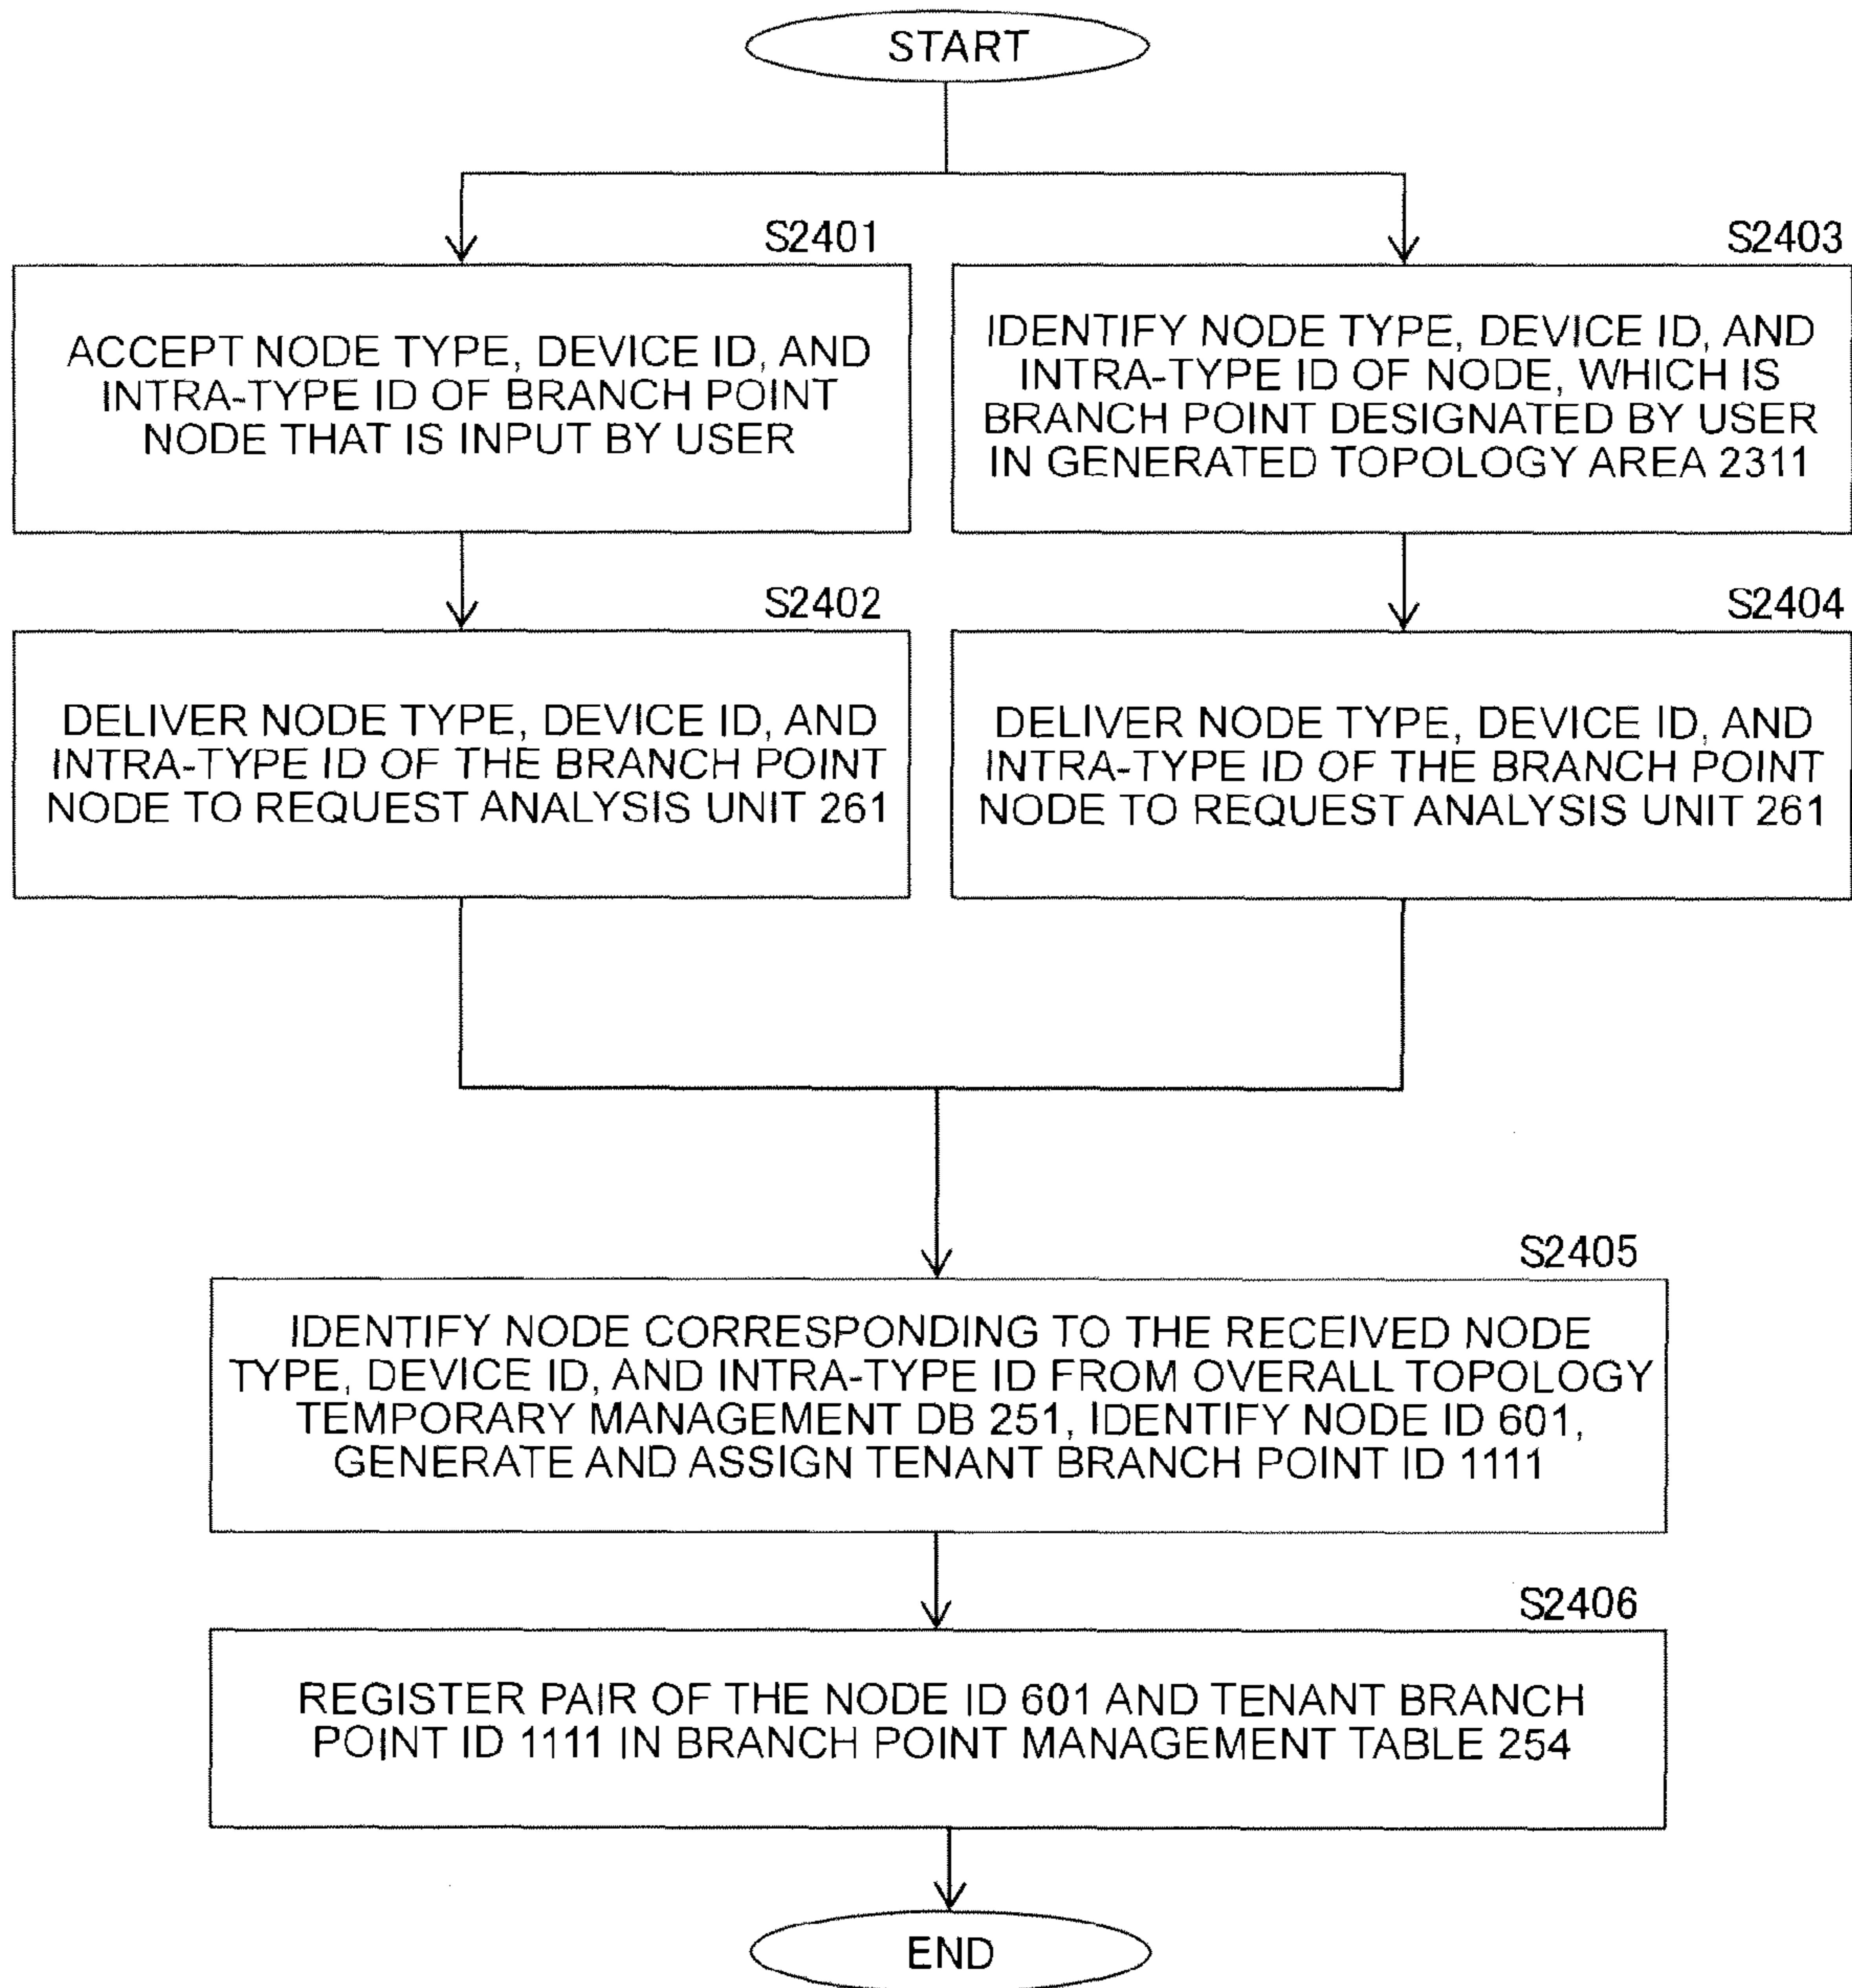 START
S2401
ACCEPT NODE TYPE, DEVICE ID, AND
INTRA-TYPE ID OF BRANCH POINT
NODE THAT IS INPUT BY USER
S2403
IDENTIFY NODE TYPE, DEVICE ID, AND
INTRA-TYPE ID OF NODE, WHICH IS
BRANCH POINT DESIGNATED BY USER
IN GENERATED TOPOLOGY AREA 2311
S2402
DELIVER NODE TYPE, DEVICE ID, AND
INTRA-TYPE ID OF THE BRANCH POINT
NODE TO REQUEST ANALYSIS UNIT 261
S2404
DELIVER NODE TYPE, DEVICE ID, AND
INTRA-TYPE ID OF THE BRANCH POINT
NODE TO REQUEST ANALYSIS UNIT 261
S2405
IDENTIFY NODE CORRESPONDING TO THE RECEIVED NODE
TYPE, DEVICE ID, AND INTRA-TYPE ID FROM OVERALL TOPOLOGY
TEMPORARY MANAGEMENT DB 251, IDENTIFY NODE ID 601,
GENERATE AND ASSIGN TENANT BRANCH POINT ID 1111
S2406
REGISTER PAIR OF THE NODE ID 601 AND TENANT BRANCH
POINT ID 1111 IN BRANCH POINT MANAGEMENT TABLE 254
END